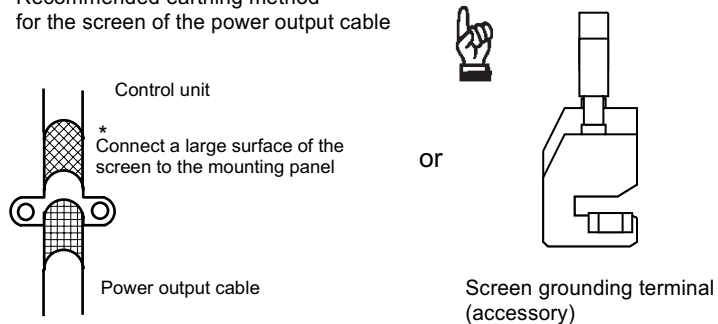 Recommended earthing method
for the screen of the power output cable
Control unit
*
Connect a large surface of the
screen to the mounting panel
or
Power output cable
Screen grounding terminal
(accessory)